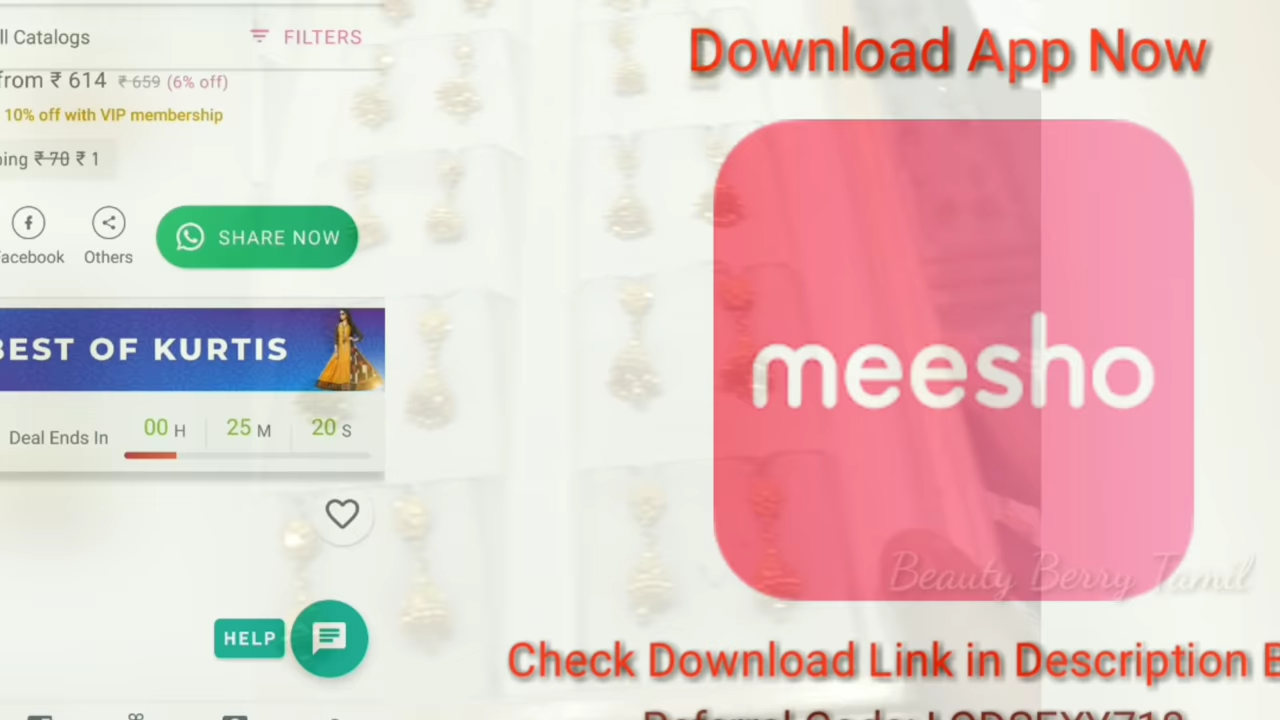 ll Catalogs
FILTERS
from ₹ 614 ₹ 659 (6% off)
10% off with VIP membership
ping ₹ 70 ₹ 1
acebook
Others
SHARE NOW
BEST OF KURTIS
Deal Ends In 00 H 25 M 20 S
HELP
Download App Now
meesho
Beauty Berry Tamil
Check Download Link in Description B
Referral Code: